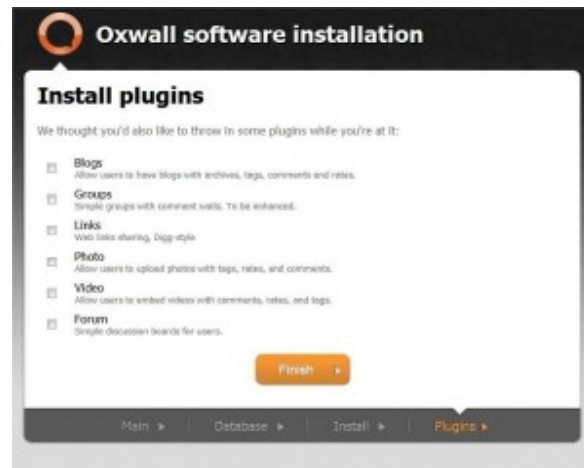 Oxwall software installation
Install plugins
We thought you'd also like to throw in some plugins while you're at it:
Blogs
Allow users to have blogs with archives, tags, comments and rates.
Groups
Simple groups with comment walls. To be enhanced.
Links
Web links sharing, Digg-style
Photo
Allow users to upload photos with tags, rates, and comments.
Video
Allow users to embed videos with comments, rates, and tags.
Forum
Simple discussion boards for users.
Finish
Main Database Install Plugins